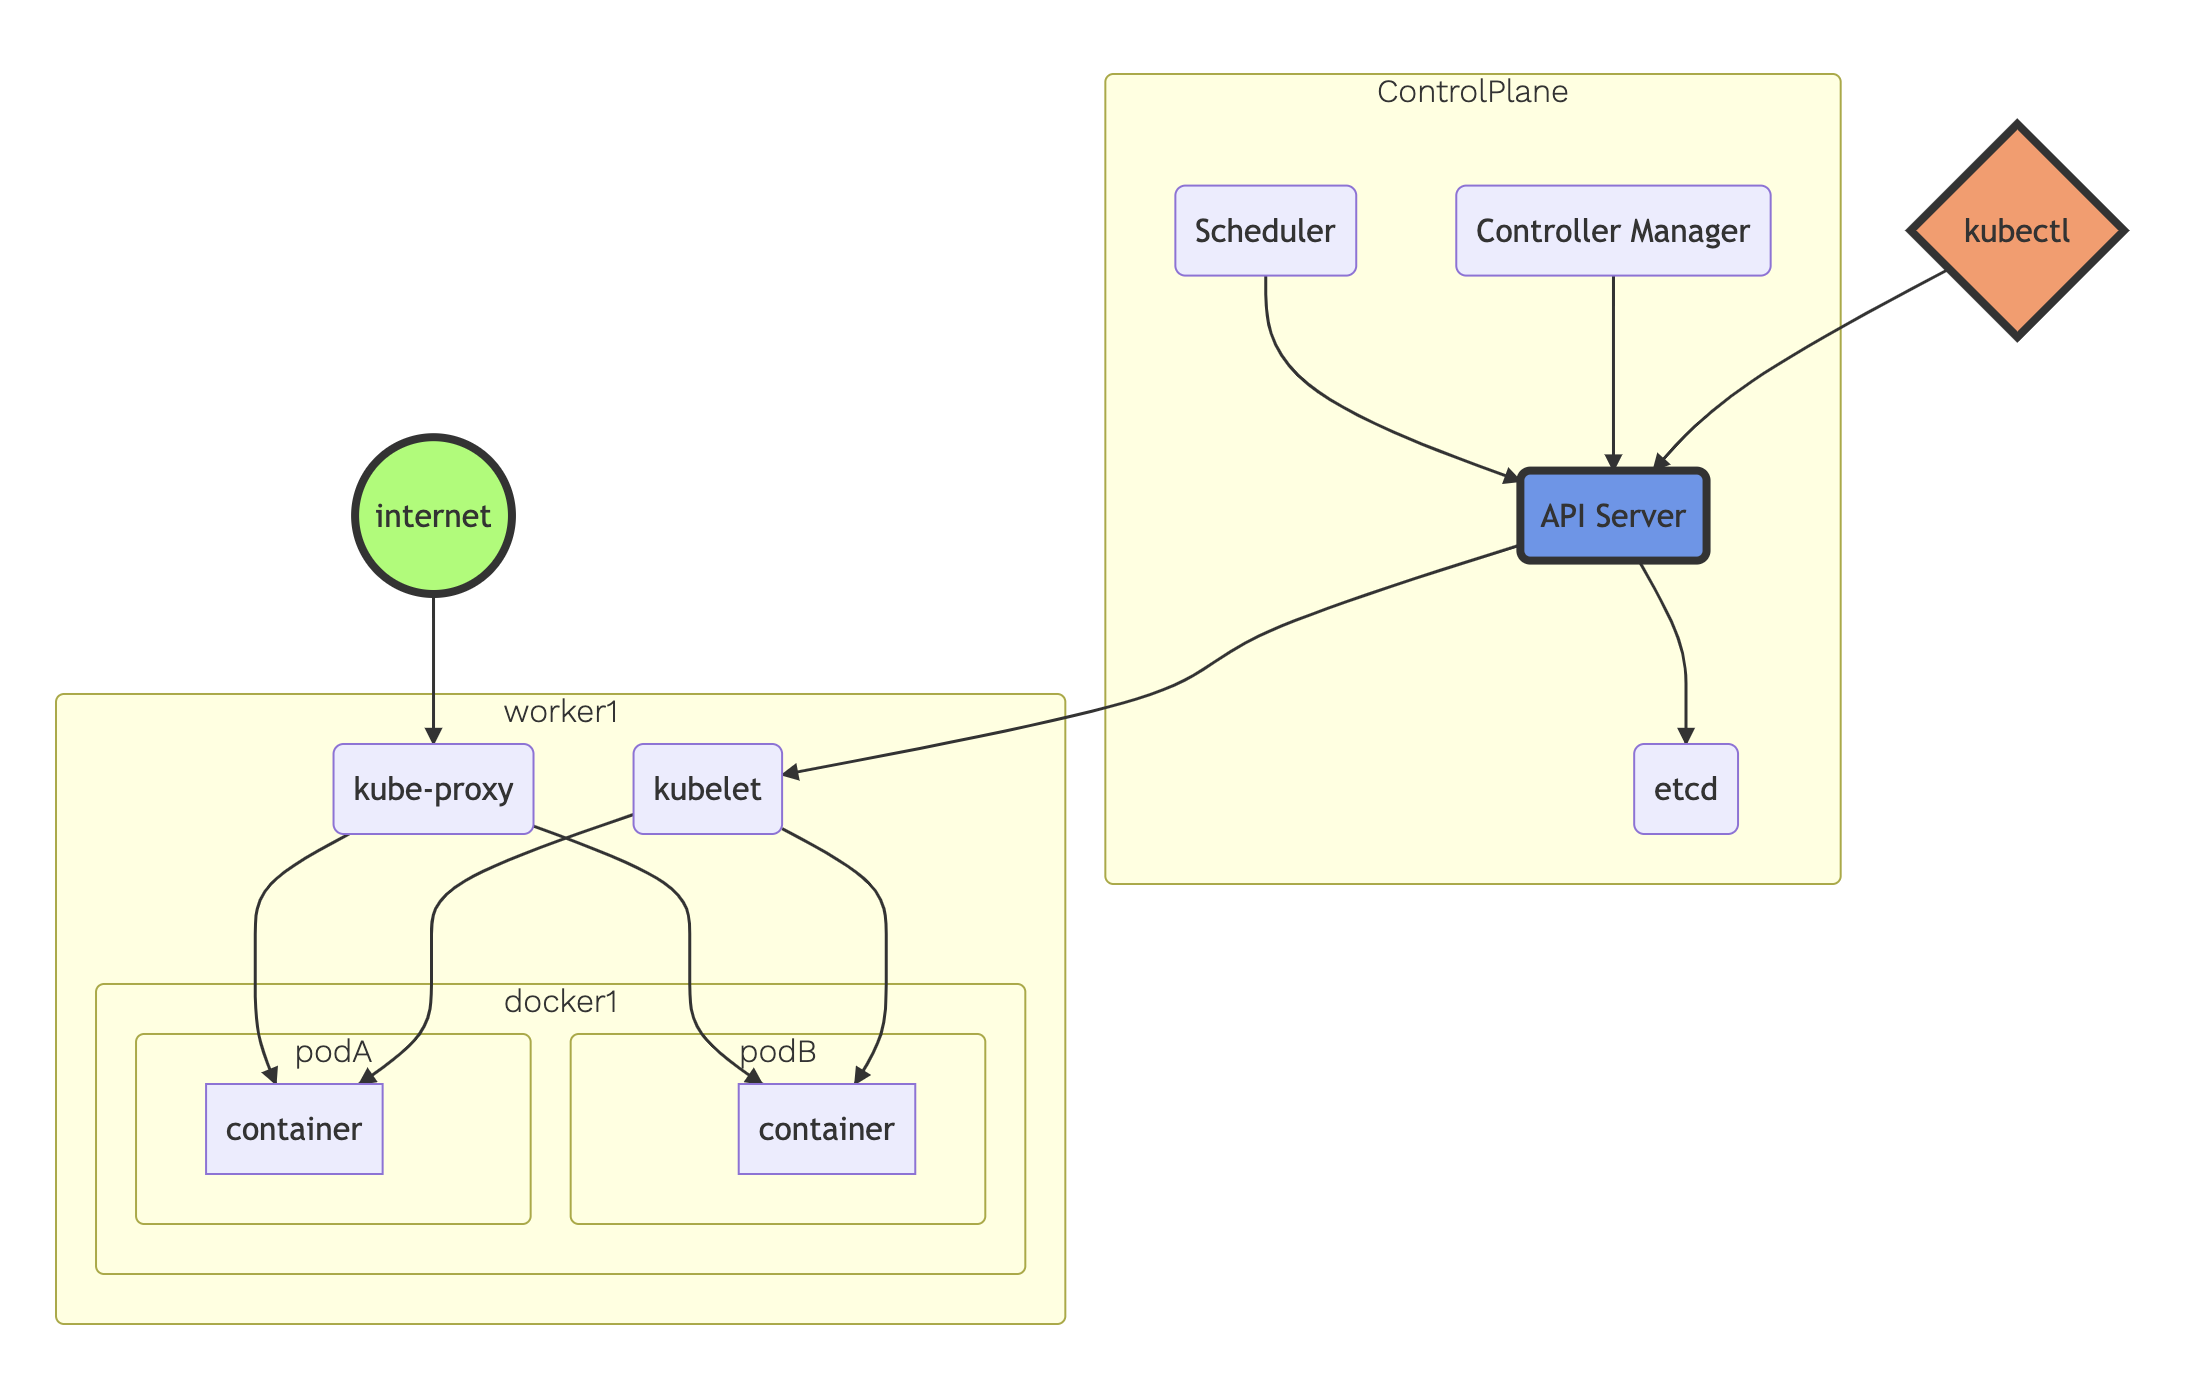 ControlPlane
Scheduler
Controller Manager
kubectl
internet
API Server
worker1
kube-proxy
kubelet
etcd
docker1
podA
podB
container
container